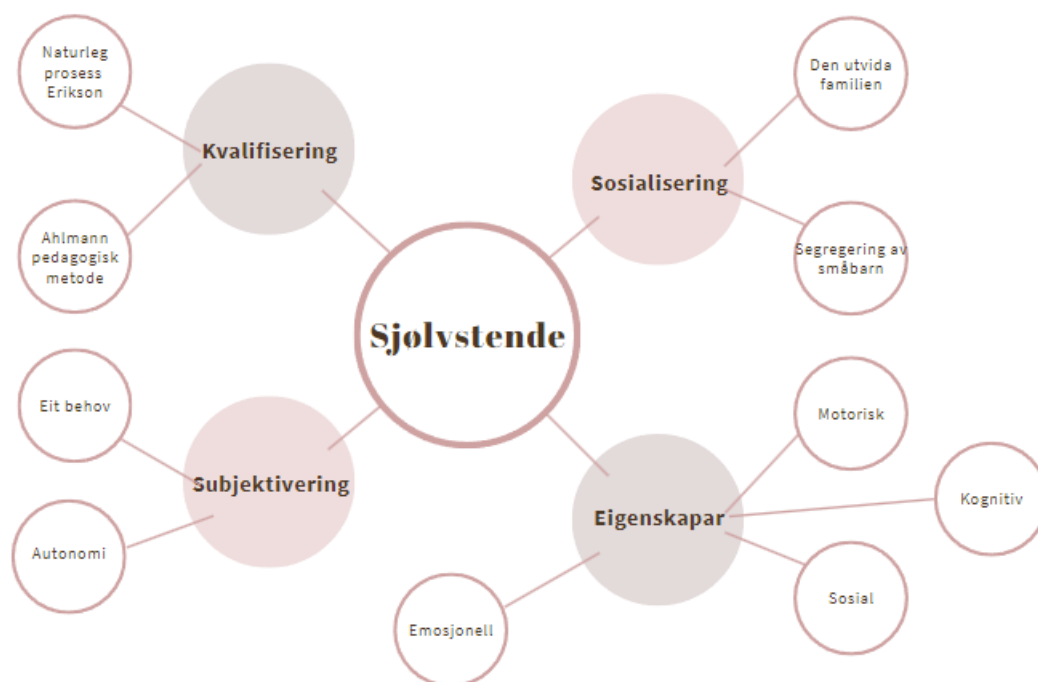 Naturleg
prosess
Erikson
Kvalifisering
Ahlmann
pedagogisk
metode
Den utvida
familien
Sosialisering
Segregering av
småbarn
Sjølvstende
Eit behov
Subjektivering
Autonomi
Motorisk
Eigenskapar
Kognitiv
Sosial
Emosjonell